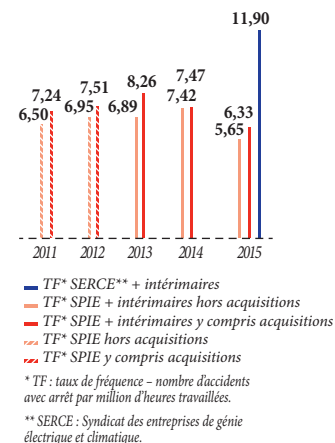 11,90
7,24 7,51 8,26 7,47
6,50 6,95 6,89 7,42 6,33
5,65
2011 2012 2013 2014 2015
TF* SERCE** + intérimaires
TF* SPIE + intérimaires hors acquisitions
TF* SPIE + intérimaires y compris acquisitions
TF* SPIE hors acquisitions
TF* SPIE y compris acquisitions
* TF : taux de fréquence – nombre d'accidents
avec arrêt par million d'heures travaillées.
** SERCE : Syndicat des entreprises de génie
électrique et climatique.